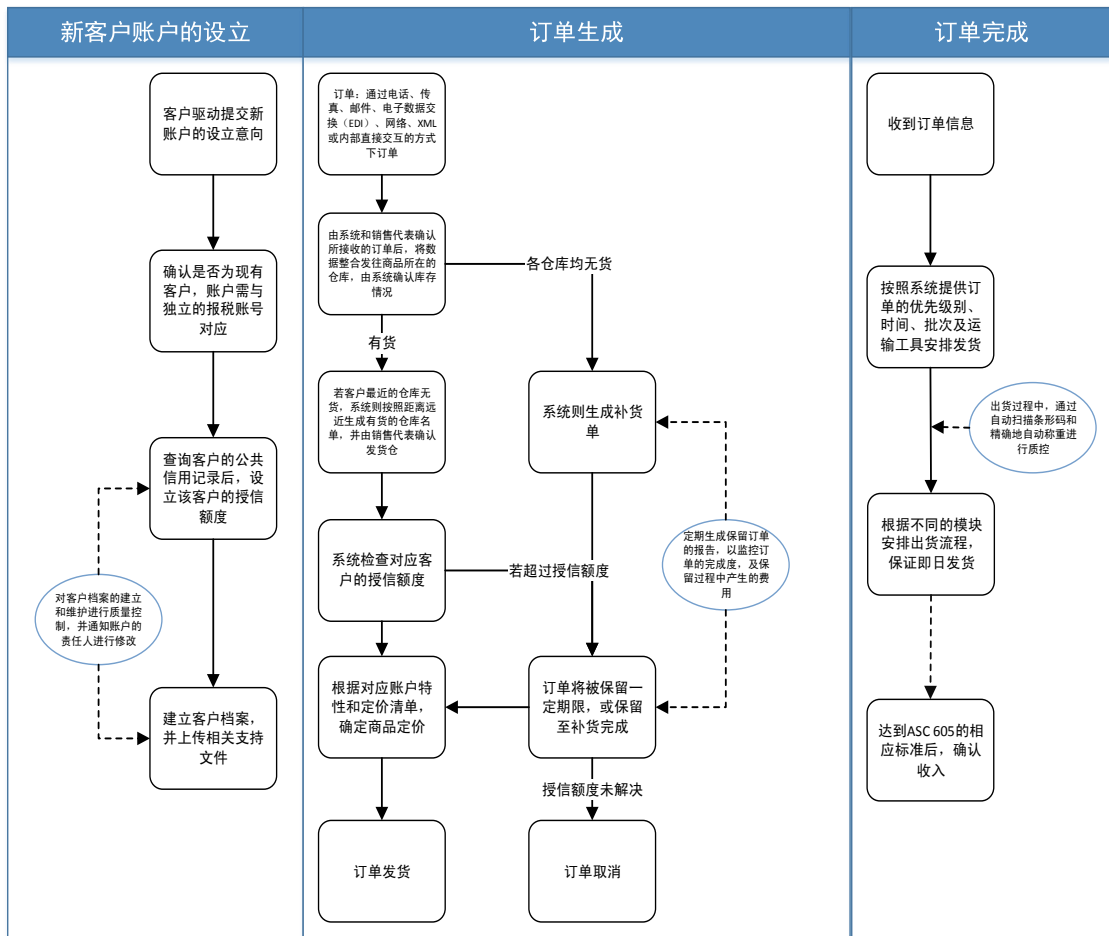 新客户账户的设立
订单生成
订单完成
客户驱动提交新
账户的设立意向
确认是否为现有
客户，账户需与
独立的报税账号
对应
查询客户的公共
信用记录后，设
立该客户的授信
额度
对客户档案的建立
和维护进行质量控
制，并通知账户的
责任人进行修改
建立客户档案，
并上传相关支持
文件
订单：通过电话、传
真、邮件、电子数据交
换（EDI）、网络、XML
或内部直接交互的方式
下订单
由系统和销售代表确认
所接收的订单后，将数
据整合发往商品所在的
仓库，由系统确认库存
情况
各仓库均无货
有货
若客户最近的仓库无
货，系统则按照距离远
近生成有货的仓库名
单，并由销售代表确认
发货仓
系统则生成补货
单
系统检查对应客
户的授信额度
若超过授信额度
定期生成保留订单
的报告，以监控订
单的完成度，及保
留过程中产生的费
用
根据对应账户特
性和定价清单，
确定商品定价
订单将被保留一
定期限，或保留
至补货完成
授信额度未解决
订单发货
订单取消
收到订单信息
按照系统提供订
单的优先级别、
时间、批次及运
输工具安排发货
出货过程中，通过
自动扫描条形码和
精确地自动称重进
行质控
根据不同的模块
安排出货流程，
保证即日发货
达到ASC 605的相
应标准后，确认
收入